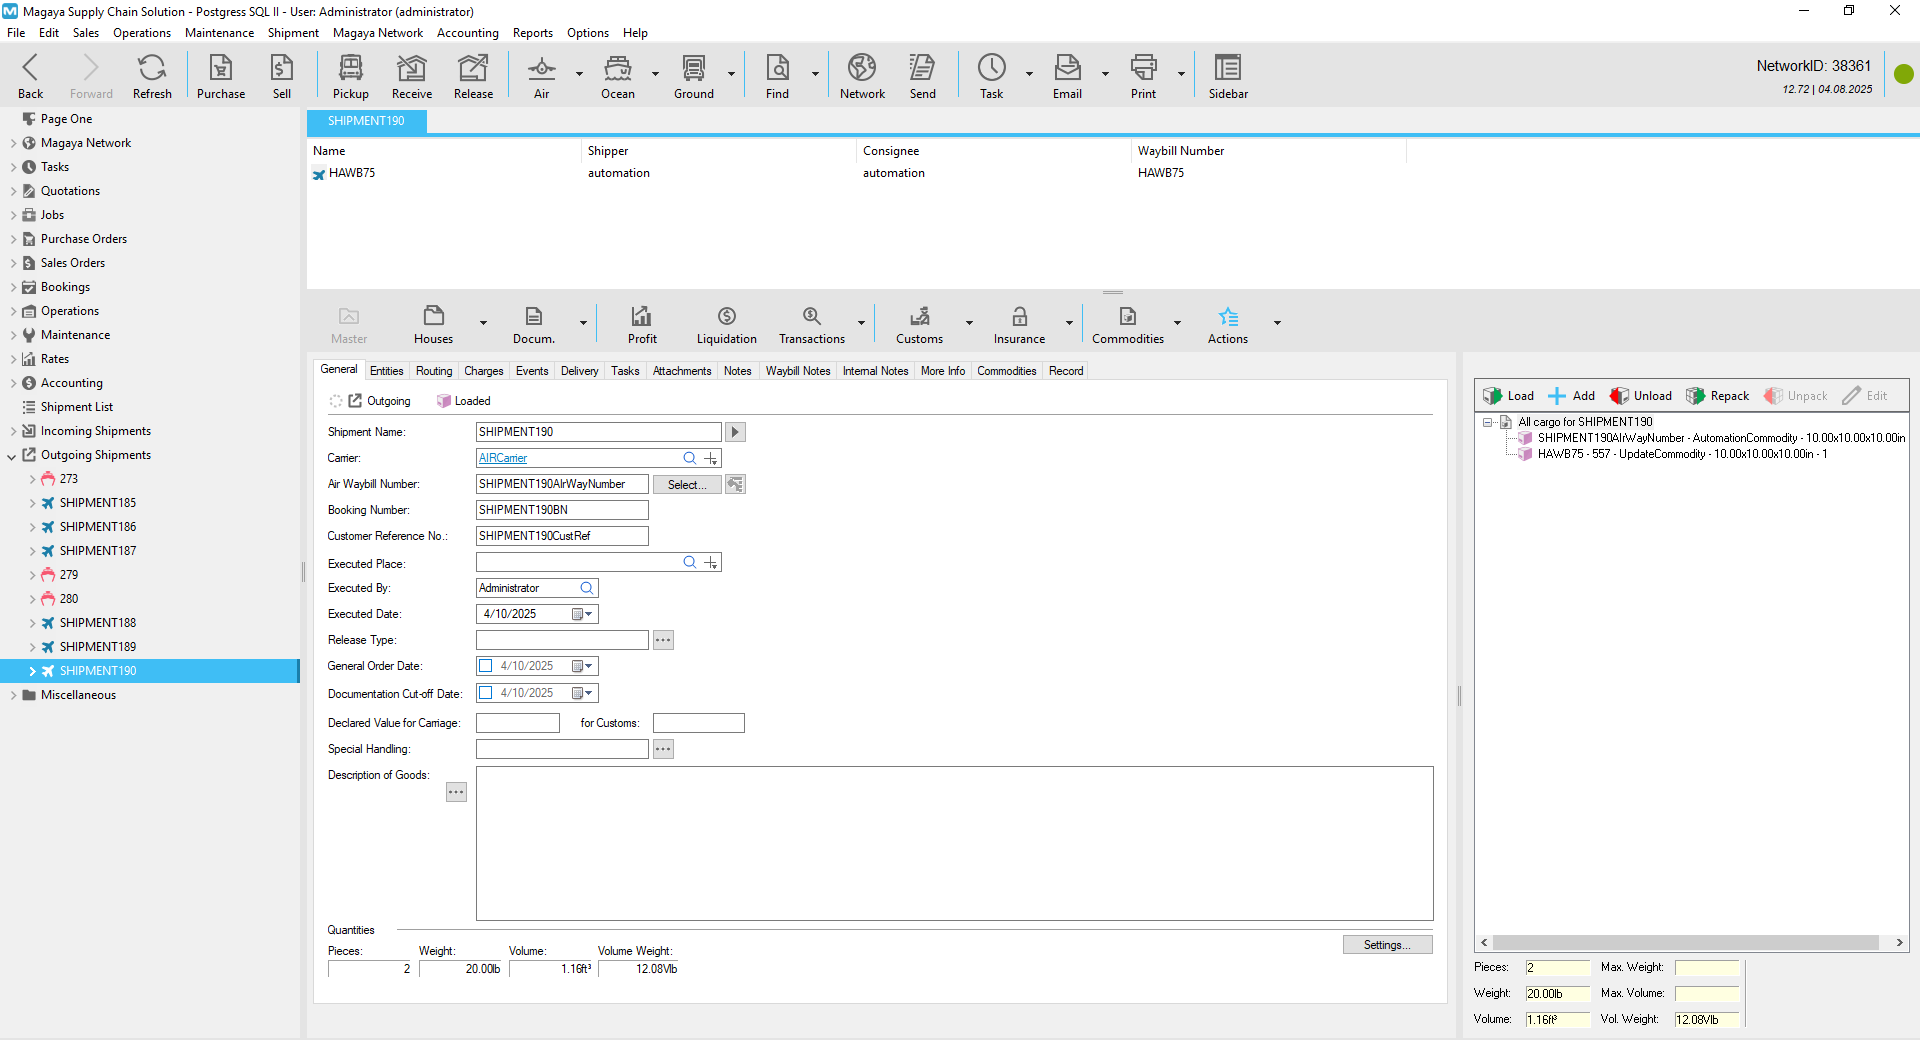 Magaya Supply Chain Solution - Postgress SQL II - User: Administrator (administrator)
File Edit Sales Operations Maintenance Shipment Magaya Network Accounting Reports Options Help
Back Forward Refresh Purchase Sell Pickup Receive Release Air Ocean Ground Find Network Send Task Email Print Sidebar
NetworkID: 38361
12.72 | 04.08.2025
Page One
Magaya Network
Tasks
Quotations
Jobs
Purchase Orders
Sales Orders
Bookings
Operations
Maintenance
Rates
Accounting
Shipment List
Incoming Shipments
Outgoing Shipments
273
SHIPMENT185
SHIPMENT186
SHIPMENT187
279
280
SHIPMENT188
SHIPMENT189
SHIPMENT190
Miscellaneous
SHIPMENT190
Name Shipper Consignee Waybill Number
HAWB75 automation automation HAWB75
Master Houses Docum. Profit Liquidation Transactions Customs Insurance Commodities Actions
General Entities Routing Charges Events Delivery Tasks Attachments Notes Waybill Notes Internal Notes More Info Commodities Record
Outgoing Loaded
Shipment Name: SHIPMENT190
Carrier: AIRCarrier
Air Waybill Number: SHIPMENT190AIrWayNumber Select...
Booking Number: SHIPMENT190BN
Customer Reference No.: SHIPMENT190CustRef
Executed Place:
Executed By: Administrator
Executed Date: 4/10/2025
Release Type:
General Order Date: 4/10/2025
Documentation Cut-off Date: 4/10/2025
Declared Value for Carriage: for Customs:
Special Handling:
Description of Goods:
Quantities
Settings...
Pieces: Weight: Volume: Volume Weight:
2 20.00lb 1.16ft³ 12.08Vlb
Load Add Unload Repack Unpack Edit
All cargo for SHIPMENT190
SHIPMENT190AIrWayNumber - AutomationCommodity - 10.00x10.00x10.00in
HAWB75 - 557 - UpdateCommodity - 10.00x10.00x10.00in - 1
Pieces: 2 Max. Weight:
Weight: 20.00lb Max. Volume:
Volume: 1.16ft³ Vol. Weight: 12.08Vlb